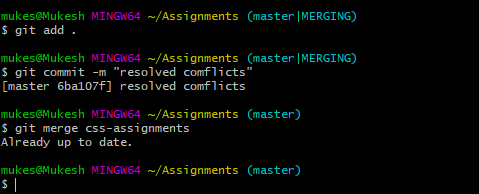 mukes@Mukesh MINGW64 ~/Assignments (master|MERGING)
$ git add .
mukes@Mukesh MINGW64 ~/Assignments (master|MERGING)
$ git commit -m "resolved comflicts"
[master 6ba107f] resolved comflicts
mukes@Mukesh MINGW64 ~/Assignments (master)
$ git merge css-assignments
Already up to date.
mukes@Mukesh MINGW64 ~/Assignments (master)
$